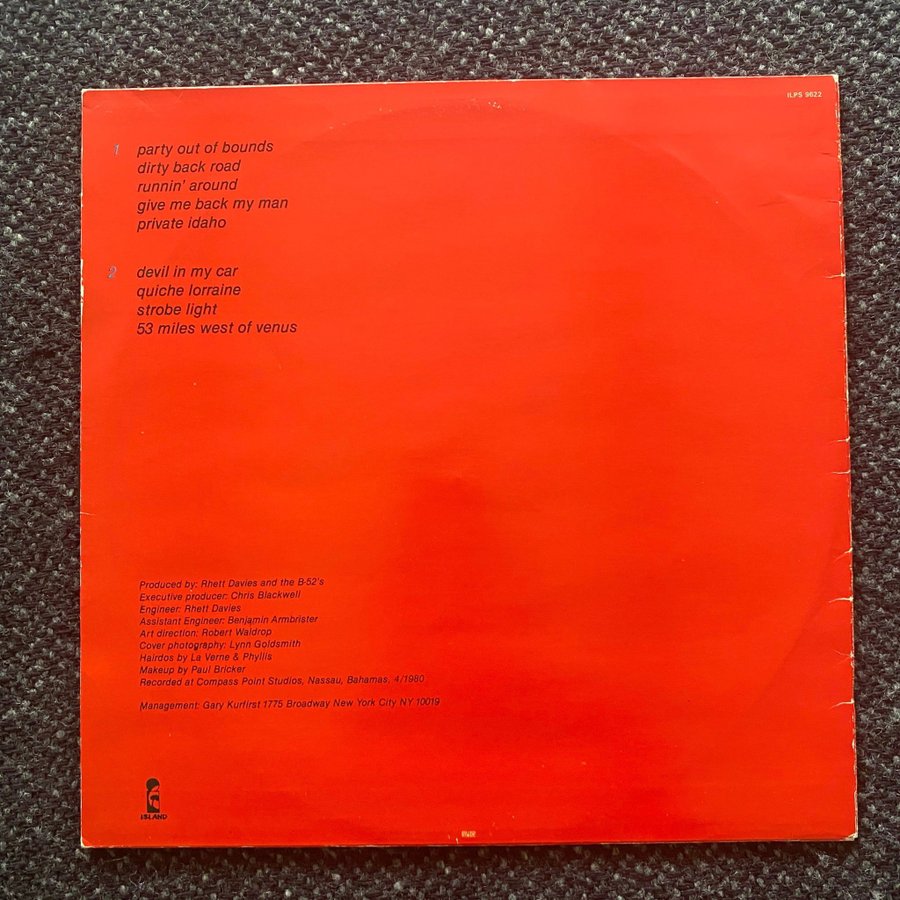 ILPS 9622
1 party out of bounds
dirty back road
runnin' around
give me back my man
private idaho
2 devil in my car
quiche lorraine
strobe light
53 miles west of venus
Produced by: Rhett Davies and the B-52's
Executive producer: Chris Blackwell
Engineer: Rhett Davies
Assistant Engineer: Benjamin Armbrister
Art direction: Robert Waldrop
Cover photography: Lynn Goldsmith
Hairdos by La Verne & Phyllis
Makeup by Paul Bricker
Recorded at Compass Point Studios, Nassau, Bahamas, 4/1980
Management: Gary Kurfirst 1775 Broadway New York City NY 10019
ISLAND